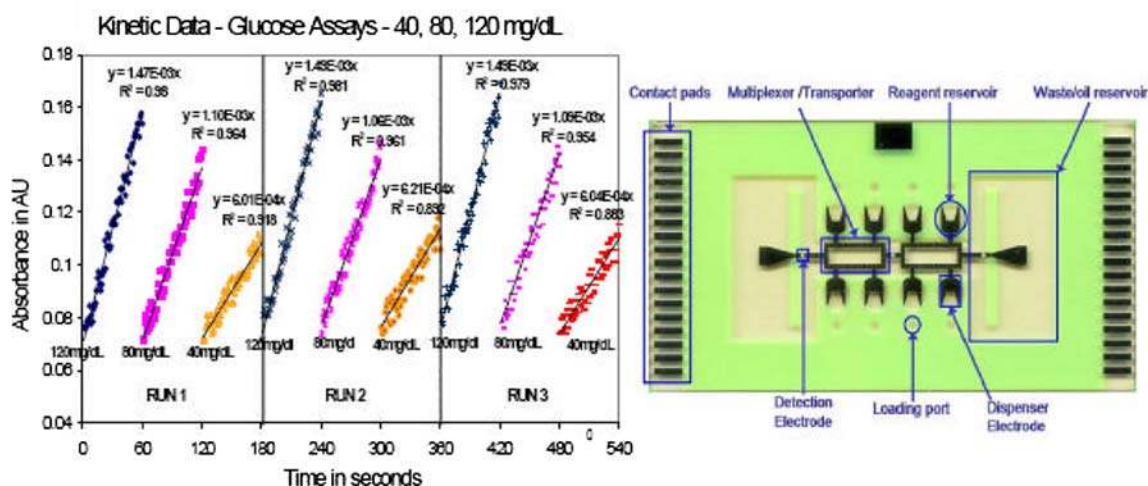 Kinetic Data - Glucose Assays - 40, 80, 120 mg/dL
Absorbance in AU
0.18
0.16
0.14
0.12
0.1
0.08
0.06
0.04
y = 1.47E-03x
R² = 0.98
y = 1.10E-03x
R² = 0.964
y = 6.01E-04x
R² = 0.918
y = 1.49E-03x
R² = 0.981
y = 1.06E-03x
R² = 0.961
y = 6.21E-04x
R² = 0.892
y = 1.49E-03x
R² = 0.979
y = 1.09E-03x
R² = 0.954
y = 6.04E-04x
R² = 0.883
120mg/dL
80mg/dL
40mg/dL
120mg/dl
80mg/d
40mg/dL
120mg/dl
80mg/dL
40mg/dL
RUN 1
RUN 2
RUN 3
0
0
60
120
180
240
300
360
420
480
540
Time in seconds
Contact pads
Multiplexer /Transporter
Reagent reservoir
Waste/oil reservoir
Detection
Electrode
Loading port
Dispenser
Electrode